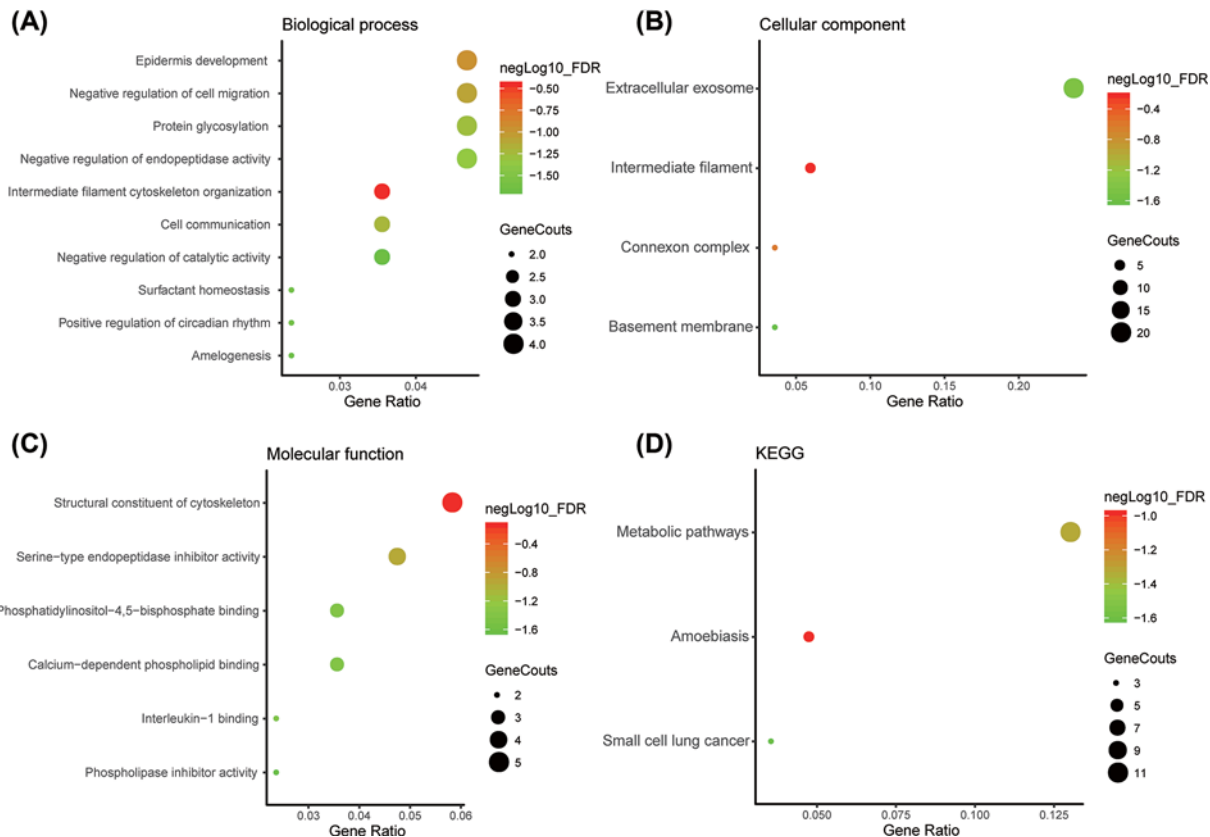 (A)
Biological process
Epidermis development
Negative regulation of cell migration
Protein glycosylation
Negative regulation of endopeptidase activity
Intermediate filament cytoskeleton organization
Cell communication
Negative regulation of catalytic activity
Surfactant homeostasis
Positive regulation of circadian rhythm
Amelogenesis
0.03 0.04
Gene Ratio
negLog10_FDR
−0.50
−0.75
−1.00
−1.25
−1.50
GeneCouts
2.0
2.5
3.0
3.5
4.0
(B)
Cellular component
Extracellular exosome
Intermediate filament
Connexon complex
Basement membrane
0.05 0.10 0.15 0.20
Gene Ratio
negLog10_FDR
−0.4
−0.8
−1.2
−1.6
GeneCouts
5
10
15
20
(C)
Molecular function
Structural constituent of cytoskeleton
Serine−type endopeptidase inhibitor activity
Phosphatidylinositol−4,5−bisphosphate binding
Calcium−dependent phospholipid binding
Interleukin−1 binding
Phospholipase inhibitor activity
0.03 0.04 0.05 0.06
Gene Ratio
negLog10_FDR
−0.4
−0.8
−1.2
−1.6
GeneCouts
2
3
4
5
(D)
KEGG
Metabolic pathways
Amoebiasis
Small cell lung cancer
0.050 0.075 0.100 0.125
Gene Ratio
negLog10_FDR
−1.0
−1.2
−1.4
−1.6
GeneCouts
3
5
7
9
11